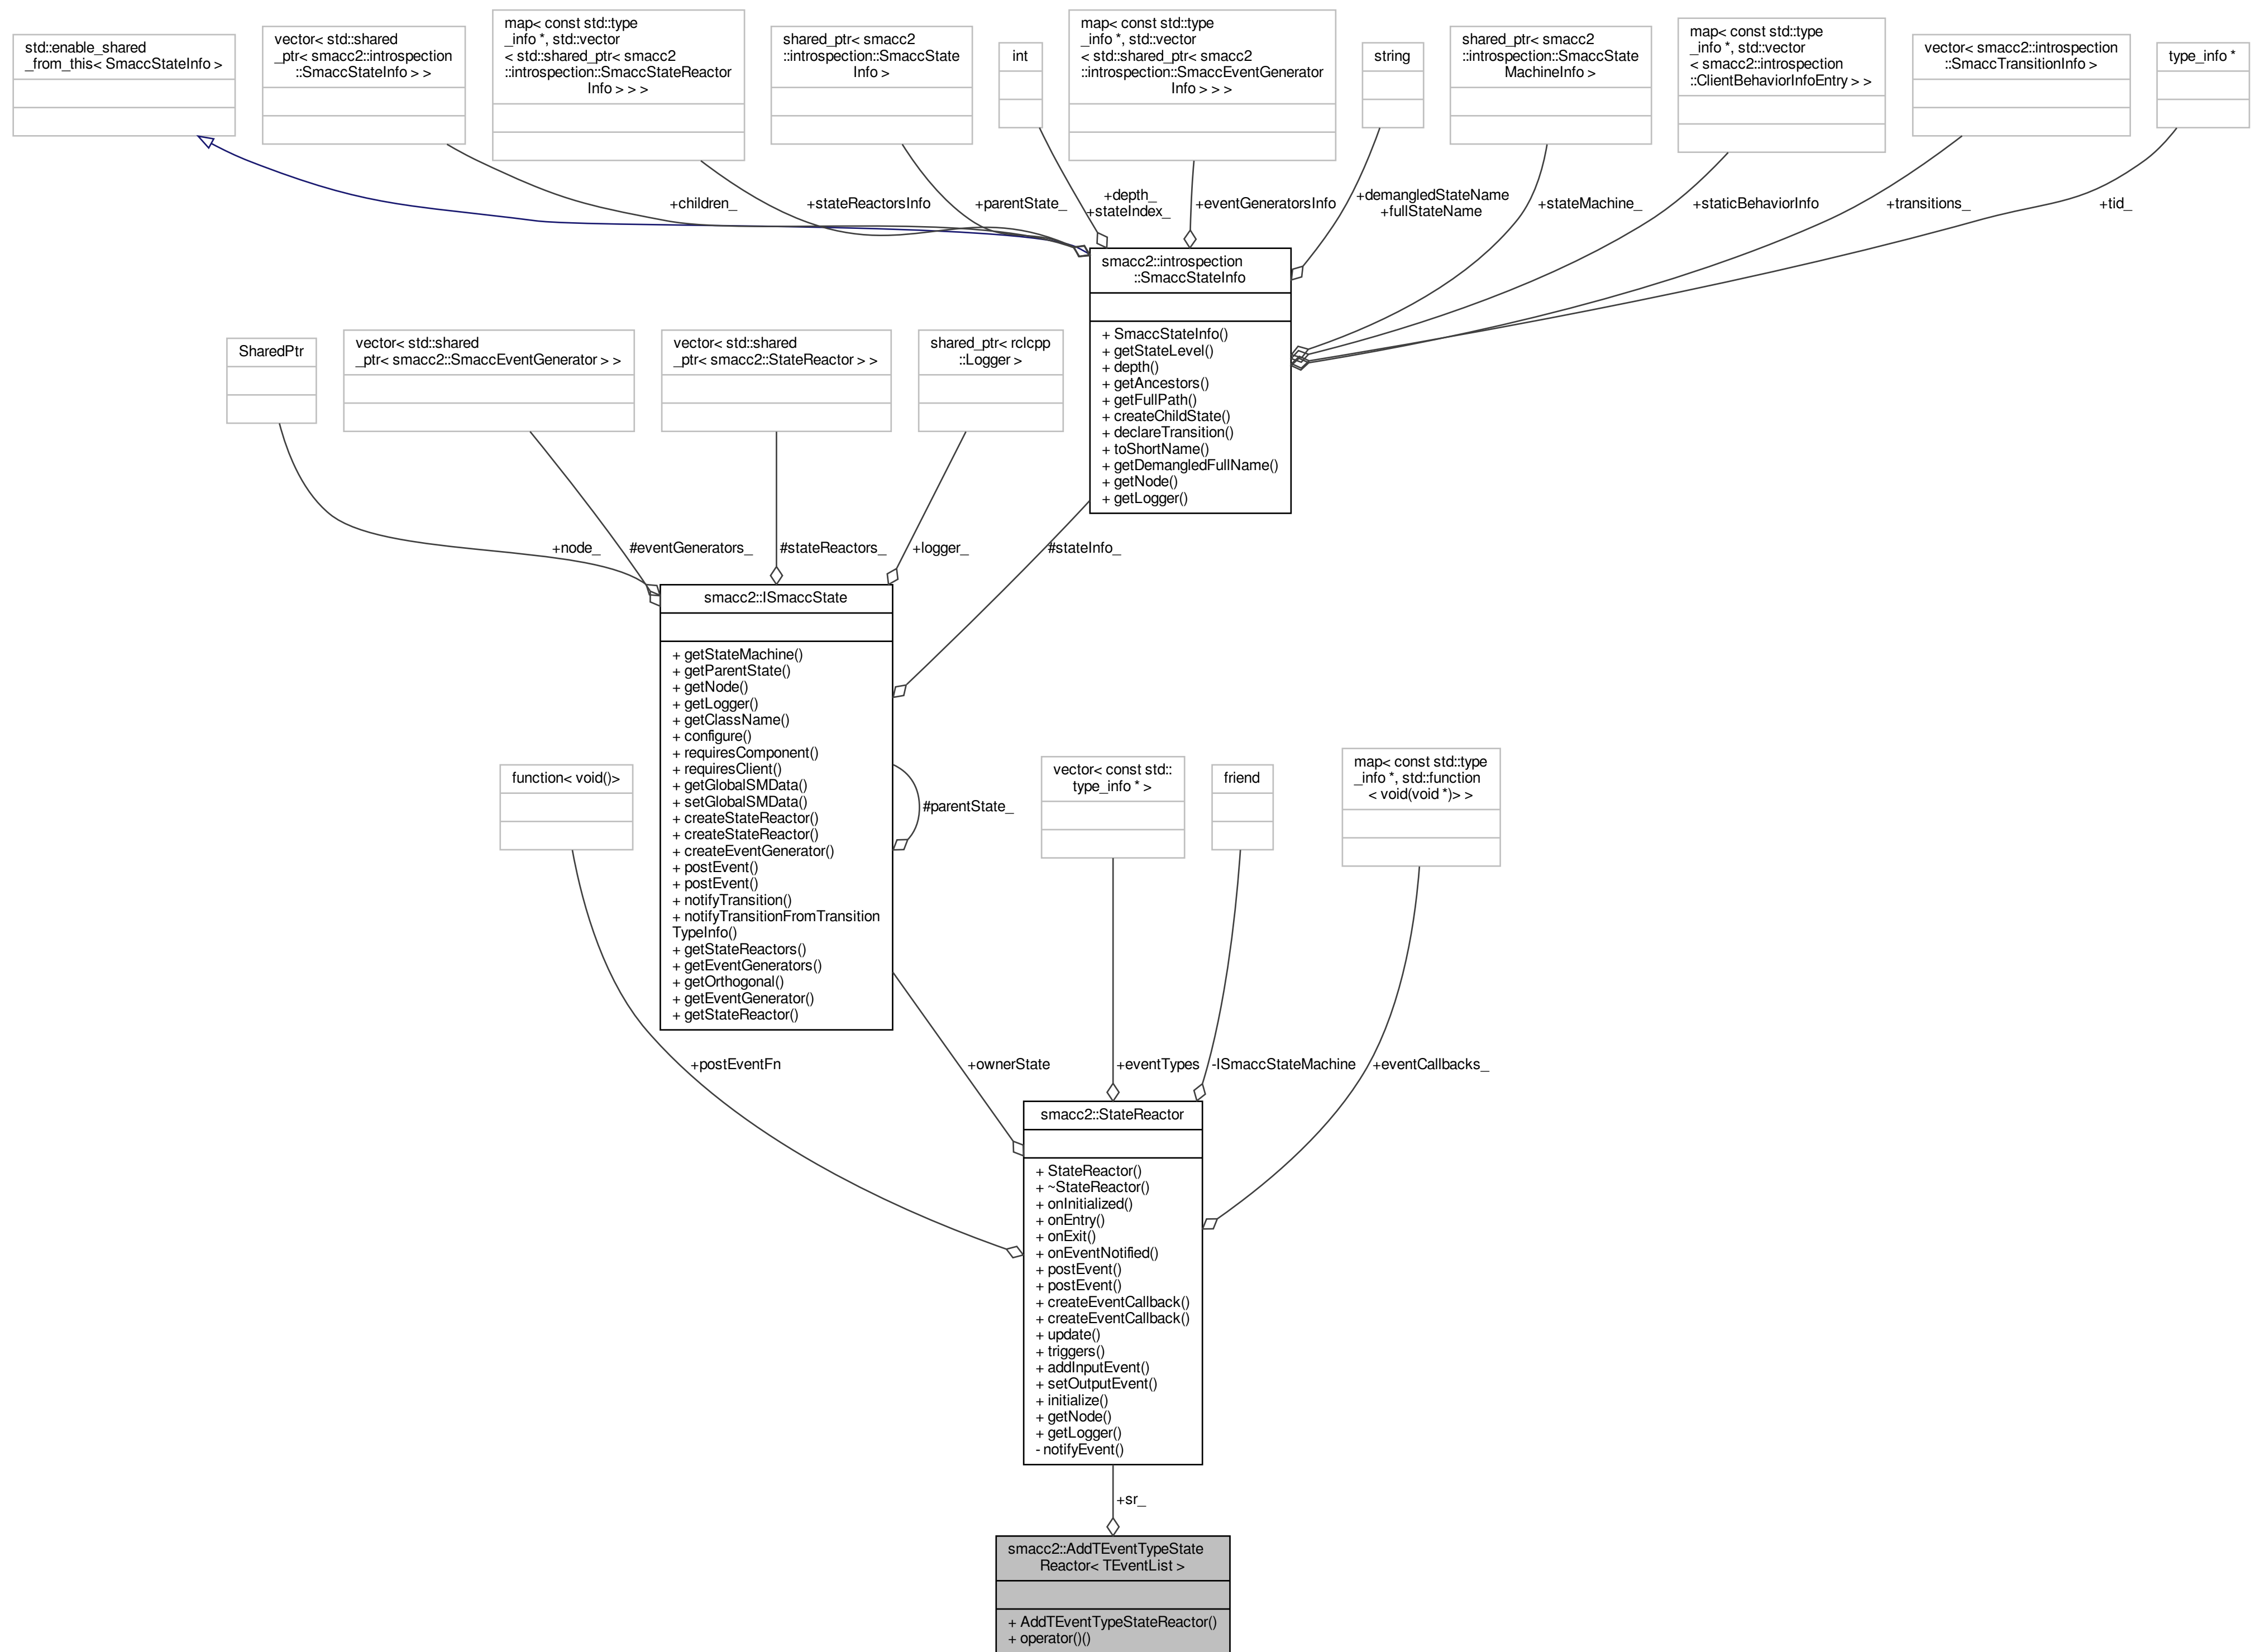 std::enable_shared
_from_this< SmaccStateInfo >
vector< std::shared
_ptr< smacc2::introspection
::SmaccStateInfo > >
map< const std::type
_info *, std::vector
< std::shared_ptr< smacc2
::introspection::SmaccStateReactor
Info > > >
shared_ptr< smacc2
::introspection::SmaccState
Info >
int
map< const std::type
_info *, std::vector
< std::shared_ptr< smacc2
::introspection::SmaccEventGenerator
Info > > >
string
shared_ptr< smacc2
::introspection::SmaccState
MachineInfo >
map< const std::type
_info *, std::vector
< smacc2::introspection
::ClientBehaviorInfoEntry > >
vector< smacc2::introspection
::SmaccTransitionInfo >
type_info *
+children_
+stateReactorsInfo
+parentState_
+depth_
+stateIndex_
+eventGeneratorsInfo
+demangledStateName
+fullStateName
+stateMachine_
+staticBehaviorInfo
+transitions_
+tid_
smacc2::introspection
::SmaccStateInfo
+ SmaccStateInfo()
+ getStateLevel()
+ depth()
+ getAncestors()
+ getFullPath()
+ createChildState()
+ declareTransition()
+ toShortName()
+ getDemangledFullName()
+ getNode()
+ getLogger()
SharedPtr
vector< std::shared
_ptr< smacc2::SmaccEventGenerator > >
vector< std::shared
_ptr< smacc2::StateReactor > >
shared_ptr< rclcpp
::Logger >
+node_
#eventGenerators_
#stateReactors_
+logger_
#stateInfo_
smacc2::ISmaccState
+ getStateMachine()
+ getParentState()
+ getNode()
+ getLogger()
+ getClassName()
+ configure()
+ requiresComponent()
+ requiresClient()
+ getGlobalSMData()
+ setGlobalSMData()
+ createStateReactor()
+ createStateReactor()
+ createEventGenerator()
+ postEvent()
+ postEvent()
+ notifyTransition()
+ notifyTransitionFromTransition
TypeInfo()
+ getStateReactors()
+ getEventGenerators()
+ getOrthogonal()
+ getEventGenerator()
+ getStateReactor()
#parentState_
function< void()>
vector< const std::
type_info * >
friend
map< const std::type
_info *, std::function
< void(void *)> >
+postEventFn
+ownerState
+eventTypes
-ISmaccStateMachine
+eventCallbacks_
smacc2::StateReactor
+ StateReactor()
+ ~StateReactor()
+ onInitialized()
+ onEntry()
+ onExit()
+ onEventNotified()
+ postEvent()
+ postEvent()
+ createEventCallback()
+ createEventCallback()
+ update()
+ triggers()
+ addInputEvent()
+ setOutputEvent()
+ initialize()
+ getNode()
+ getLogger()
- notifyEvent()
+sr_
smacc2::AddTEventTypeState
Reactor< TEventList >
+ AddTEventTypeStateReactor()
+ operator()()